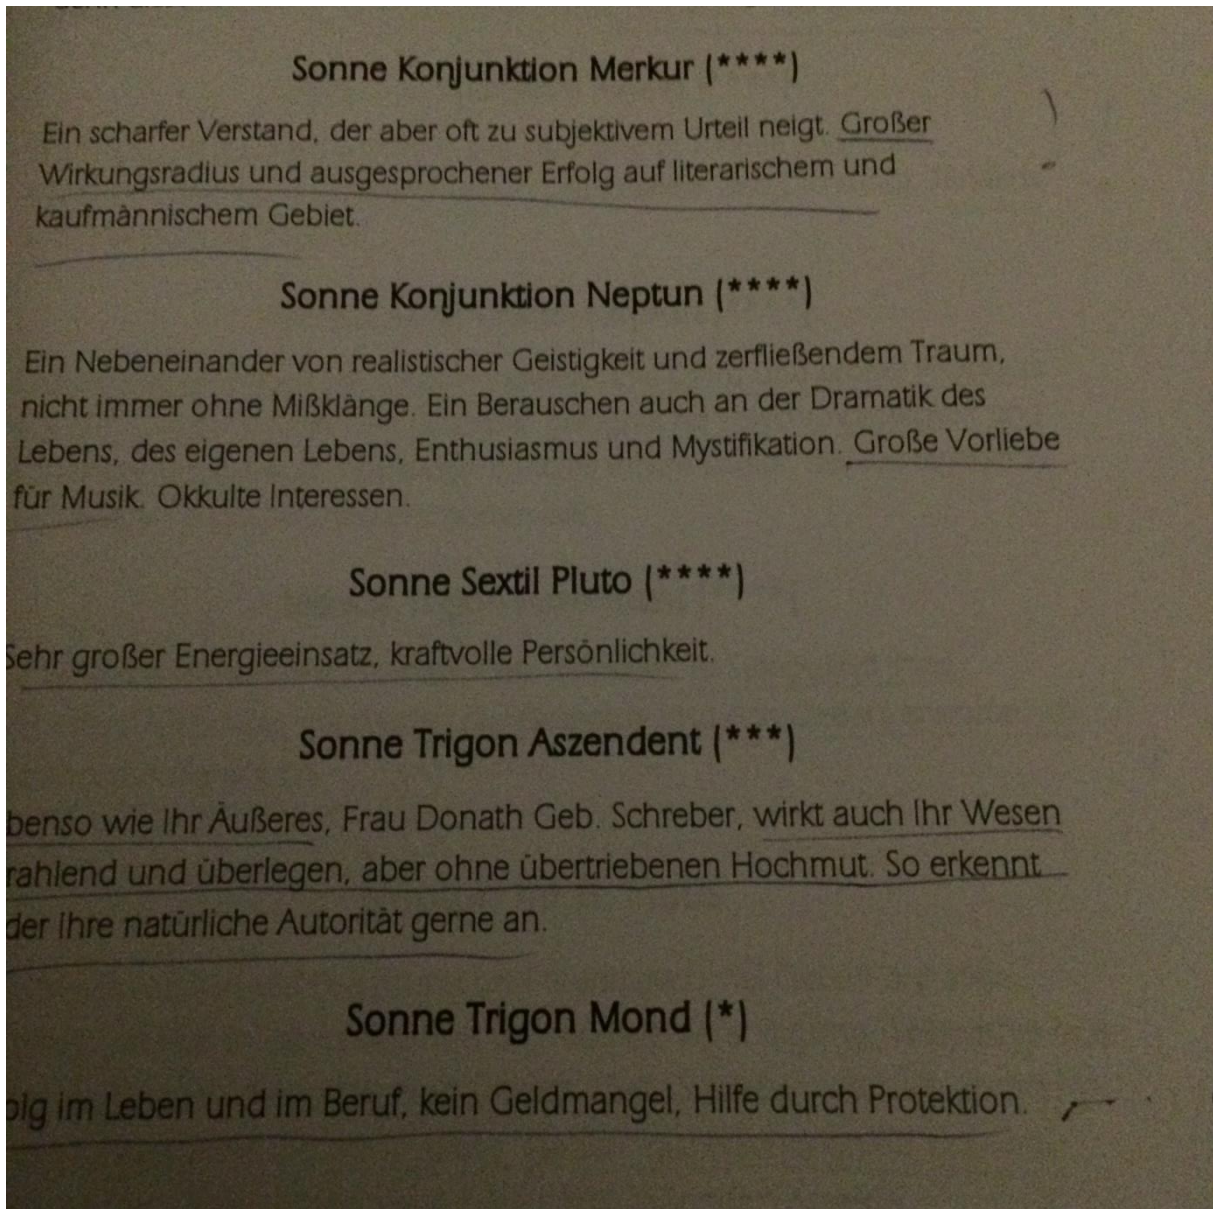 Sonne Konjunktion Merkur (****)
Ein scharfer Verstand, der aber oft zu subjektivem Urteil neigt. Großer
Wirkungsradius und ausgesprochener Erfolg auf literarischem und
kaufmännischem Gebiet.
Sonne Konjunktion Neptun (****)
Ein Nebeneinander von realistischer Geistigkeit und zerfließendem Traum,
nicht immer ohne Mißklänge. Ein Berauschen auch an der Dramatik des
Lebens, des eigenen Lebens, Enthusiasmus und Mystifikation. Große Vorliebe
für Musik. Okkulte Interessen.
Sonne Sextil Pluto (****)
Sehr großer Energieeinsatz, kraftvolle Persönlichkeit.
Sonne Trigon Aszendent (***)
benso wie Ihr Äußeres, Frau Donath Geb. Schreber, wirkt auch Ihr Wesen
rahlend und überlegen, aber ohne übertriebenen Hochmut. So erkennt
der Ihre natürliche Autorität gerne an.
Sonne Trigon Mond (*)
olg im Leben und im Beruf, kein Geldmangel, Hilfe durch Protektion.